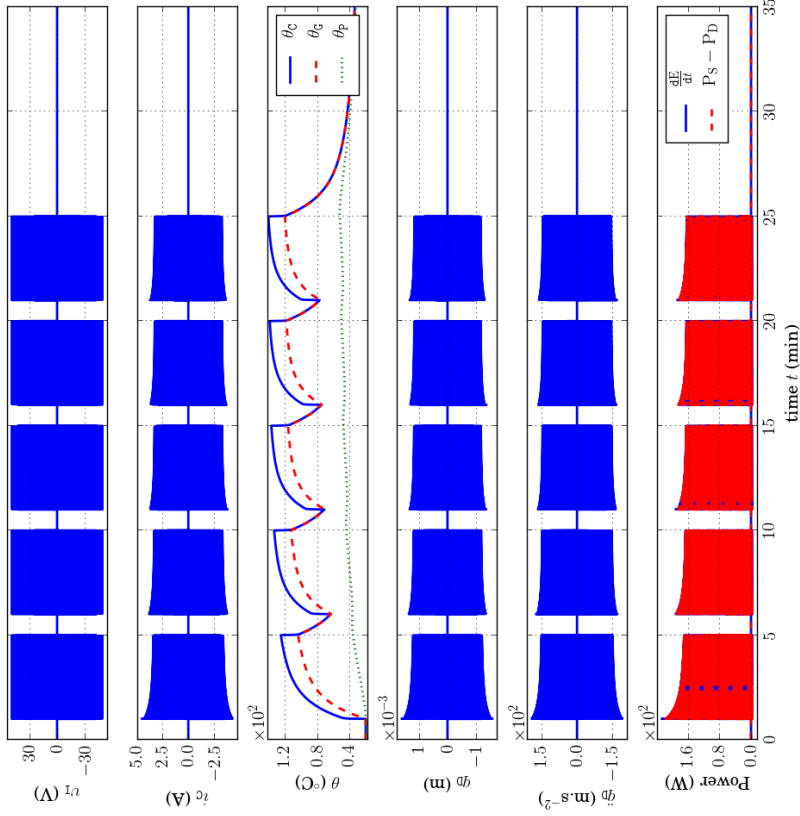 v_I (V)
30
0
−30
i_C (A)
5.0
2.5
0.0
−2.5
×10²
θ (°C)
1.2
0.8
0.4
θ_C
θ_G
θ_P
×10⁻³
q_D (m)
1
0
−1
×10²
q̈_D (m.s⁻²)
1.5
0.0
−1.5
×10²
Power (W)
1.6
0.8
0.0
dE/dt
P_S − P_D
0 5 10 15 20 25 30 35
time t (min)